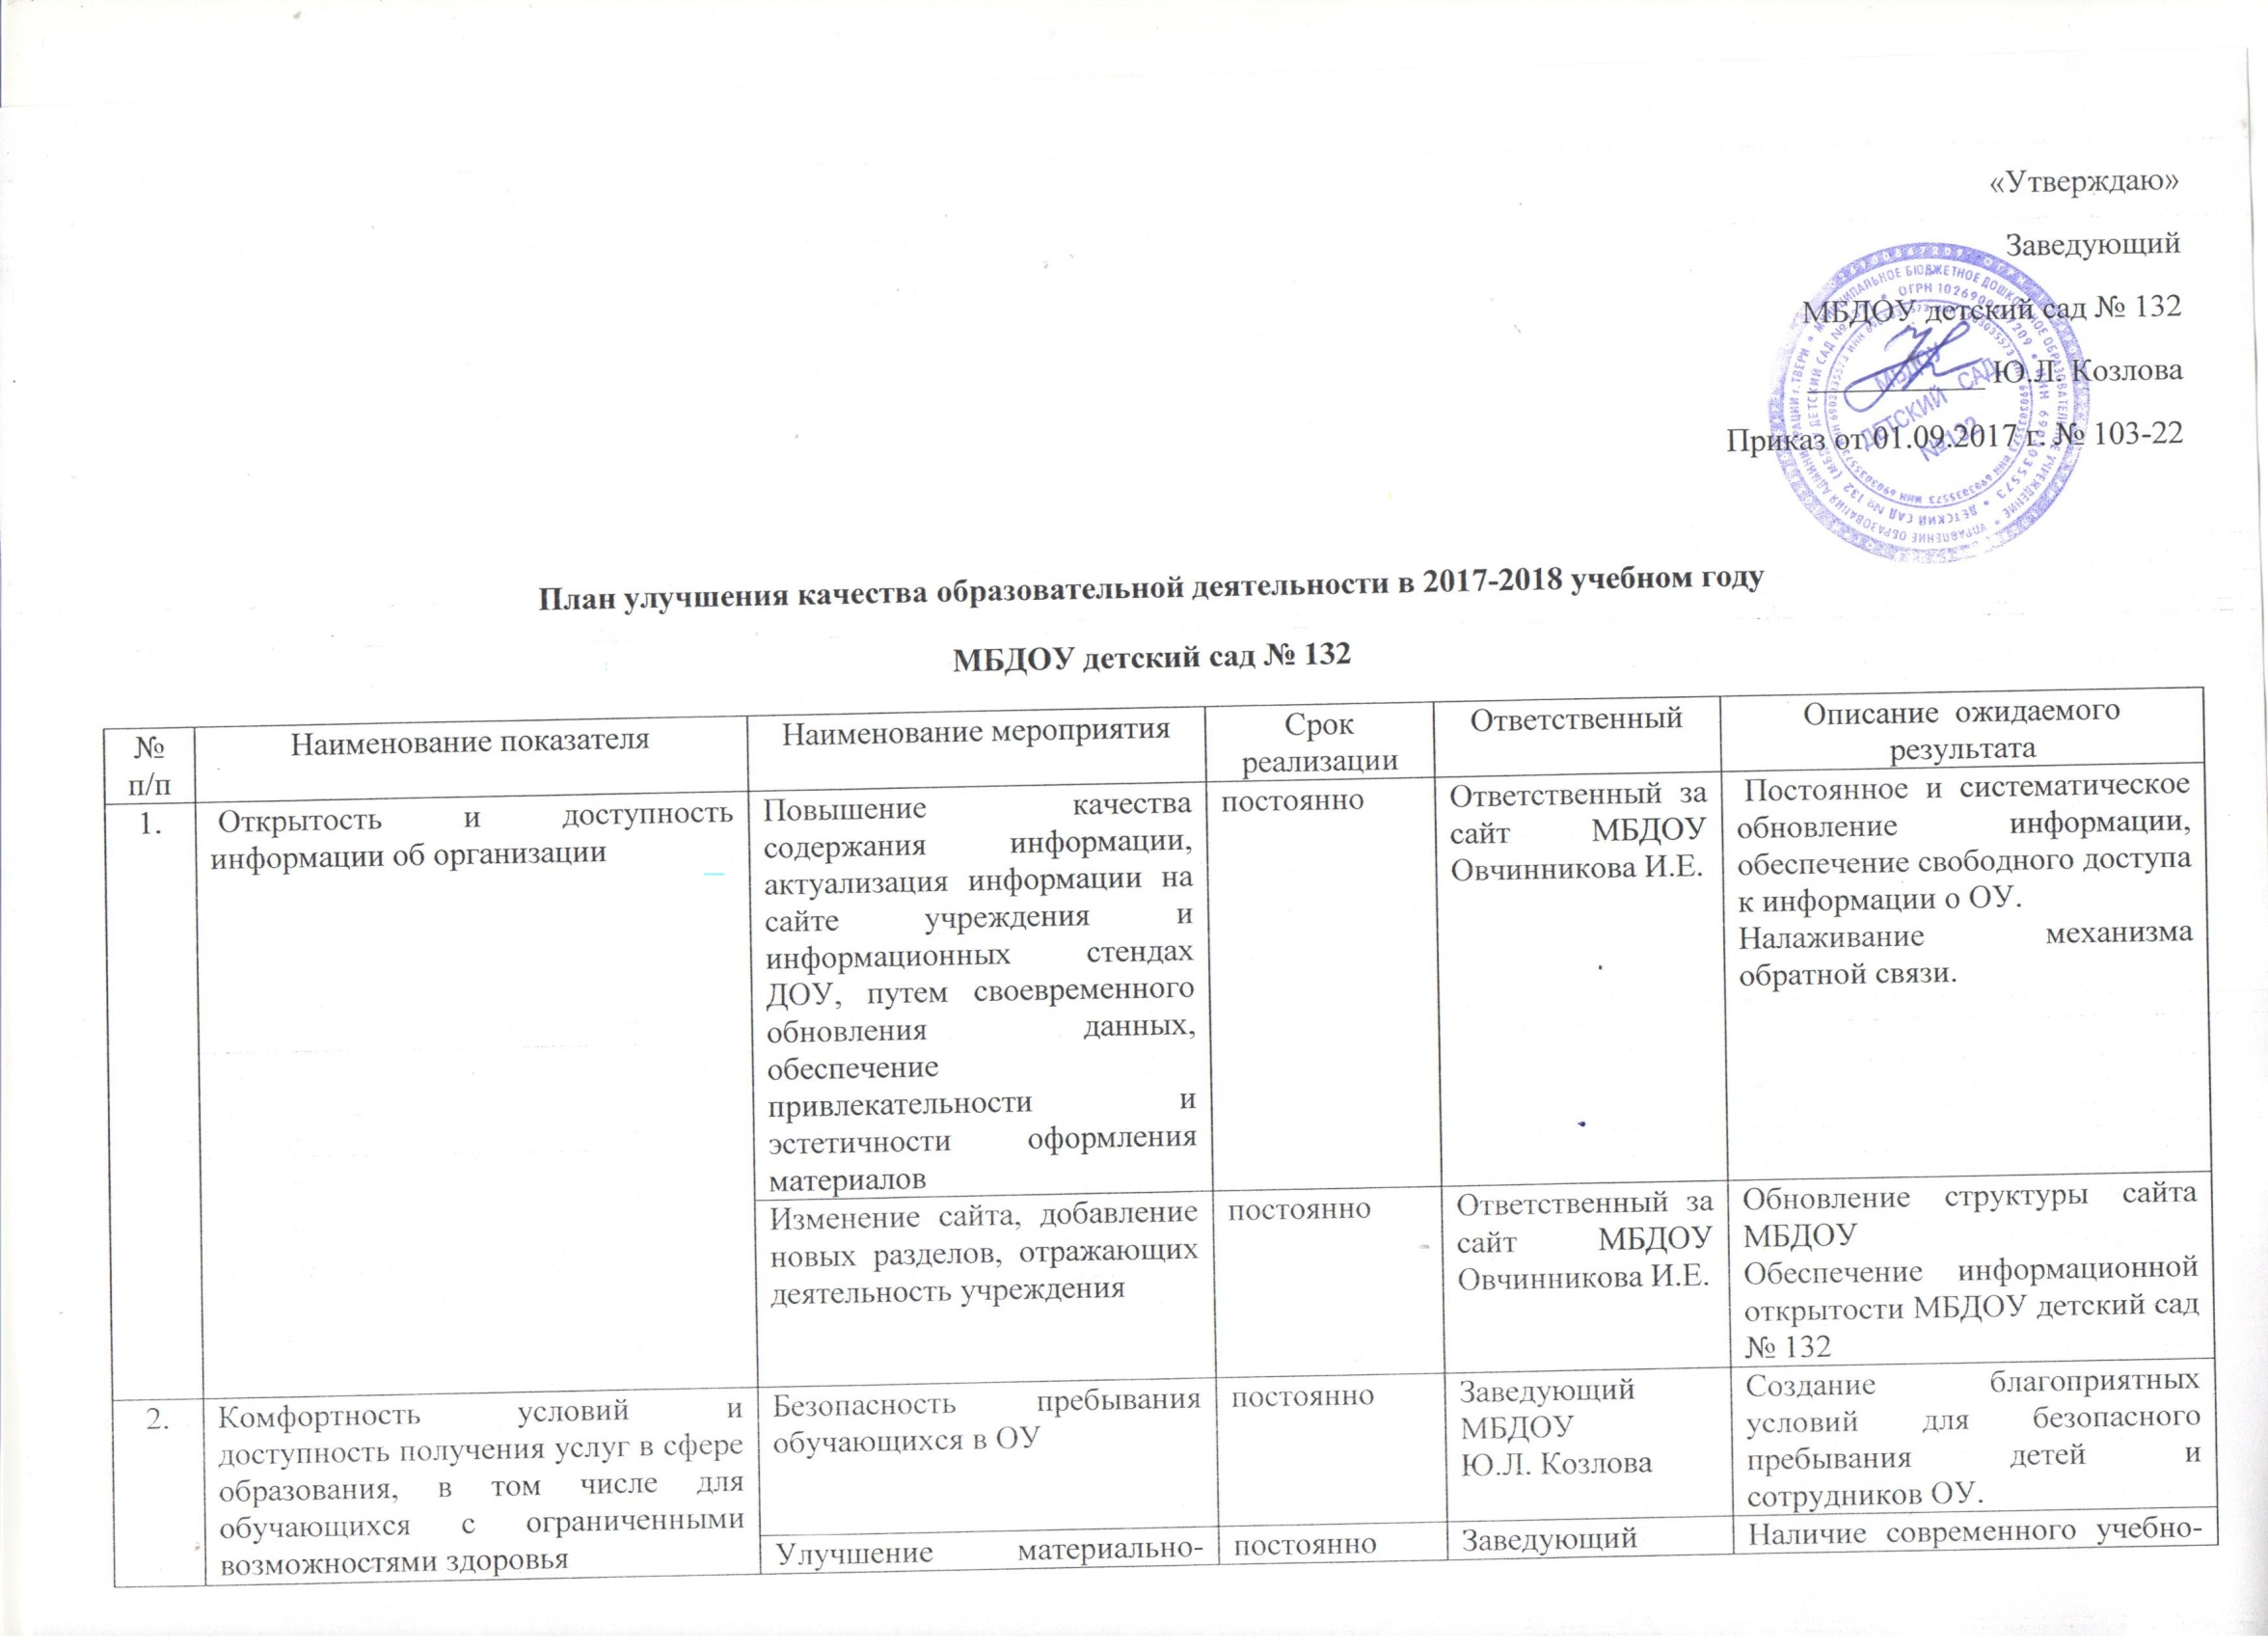 «Утверждаю»
Заведующий
МБДОУ детский сад № 132
Ю.Л. Козлова
Приказ от 01.09.2017 г. № 103-22
МБДОУ
ДЕТСКИЙ САД
№132
План улучшения качества образовательной деятельности в 2017-2018 учебном году
МБДОУ детский сад № 132
№
п/п
Наименование показателя
Наименование мероприятия
Срок
реализации
Ответственный
Описание ожидаемого
результата
1.
Открытость и доступность
информации об организации
Повышение качества
содержания информации,
актуализация информации на
сайте учреждения и
информационных стендах
ДОУ, путем своевременного
обновления данных,
обеспечение
привлекательности и
эстетичности оформления
материалов
постоянно
Ответственный за
сайт МБДОУ
Овчинникова И.Е.
Постоянное и систематическое
обновление информации,
обеспечение свободного доступа
к информации о ОУ.
Налаживание механизма
обратной связи.
Изменение сайта, добавление
новых разделов, отражающих
деятельность учреждения
постоянно
Ответственный за
сайт МБДОУ
Овчинникова И.Е.
Обновление структуры сайта
МБДОУ
Обеспечение информационной
открытости МБДОУ детский сад
№ 132
2.
Комфортность условий и
доступность получения услуг в сфере
образования, в том числе для
обучающихся с ограниченными
возможностями здоровья
Безопасность пребывания
обучающихся в ОУ
постоянно
Заведующий
МБДОУ
Ю.Л. Козлова
Создание благоприятных
условий для безопасного
пребывания детей и
сотрудников ОУ.
Улучшение материально-
постоянно
Заведующий
Наличие современного учебно-